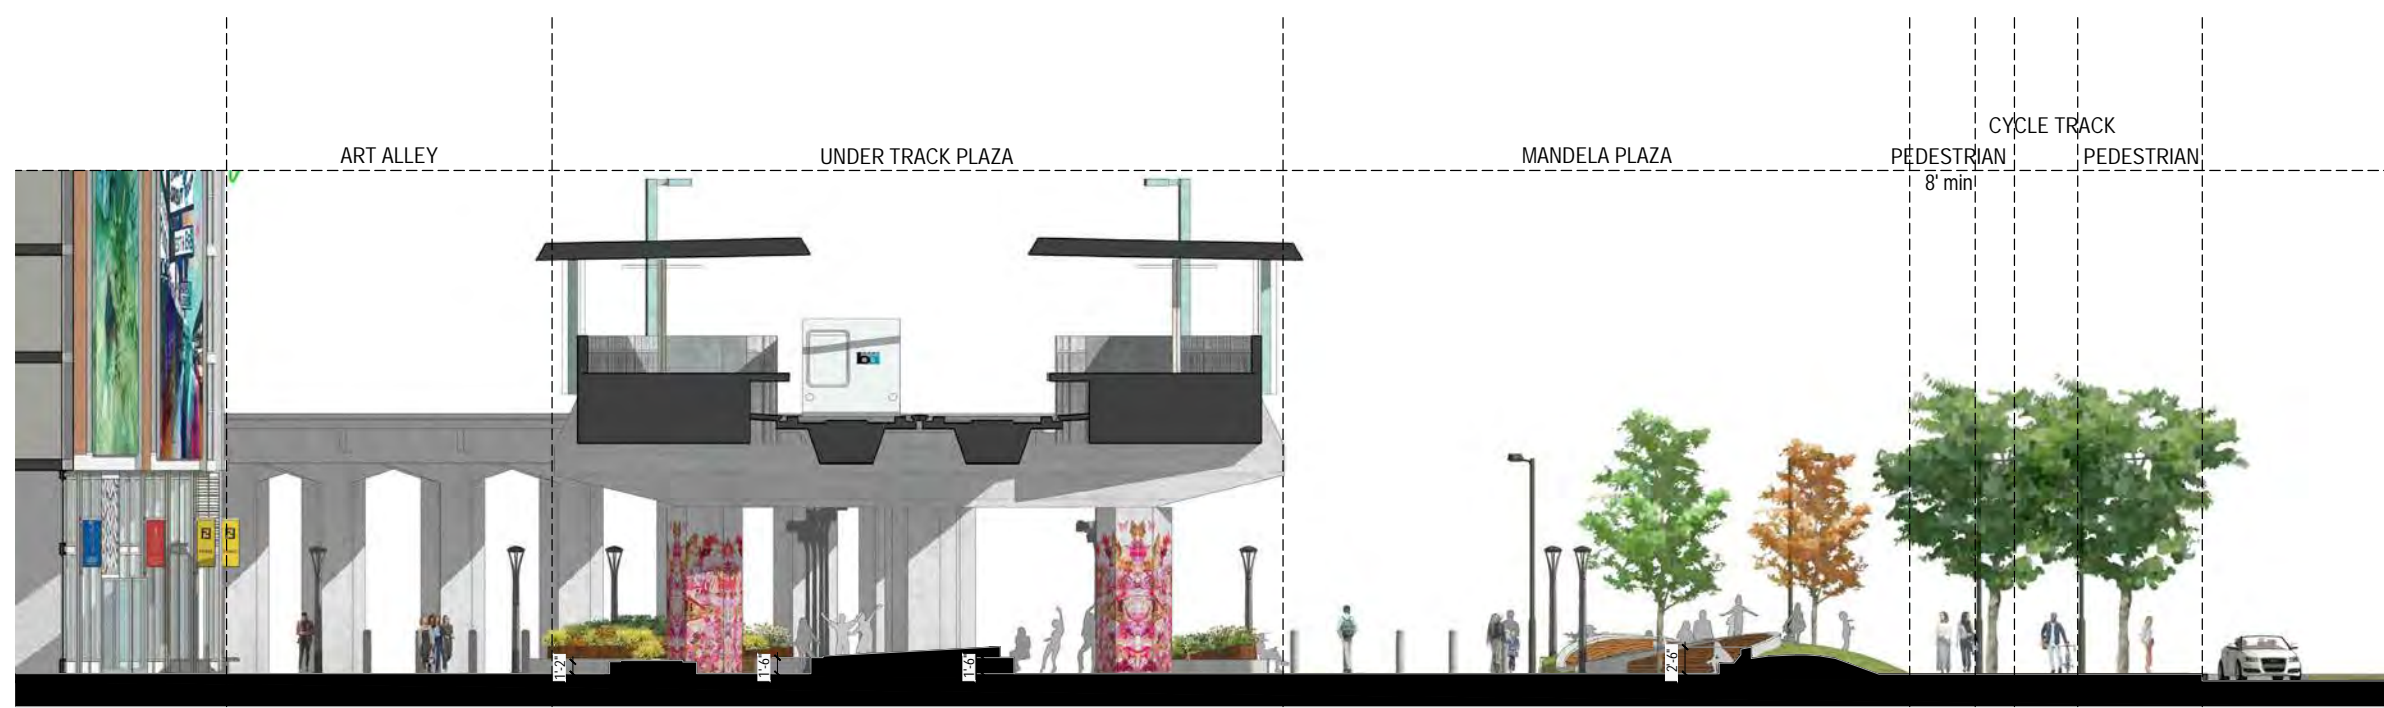 CYCLE TRACK
ART ALLEY
UNDER TRACK PLAZA
MANDELA PLAZA
PEDESTRIAN
PEDESTRIAN
8' min
ba
1'-2"
1'-6"
1'-6"
2'-6"